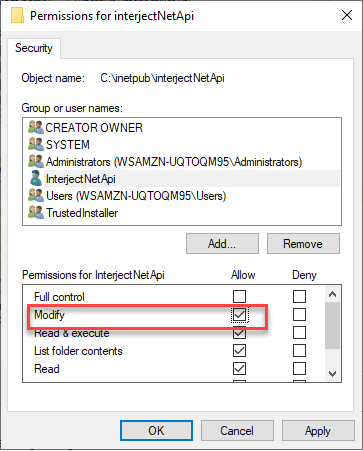 Permissions for interjectNetApi
Security
Object name: C:\inetpub\interjectNetApi
Group or user names:
CREATOR OWNER
SYSTEM
Administrators (WSAMZN-UQTOQM95\Administrators)
InterjectNetApi
Users (WSAMZN-UQTOQM95\Users)
TrustedInstaller
Add... Remove
Permissions for InterjectNetApi Allow Deny
Full control
Modify
Read & execute
List folder contents
Read
OK Cancel Apply